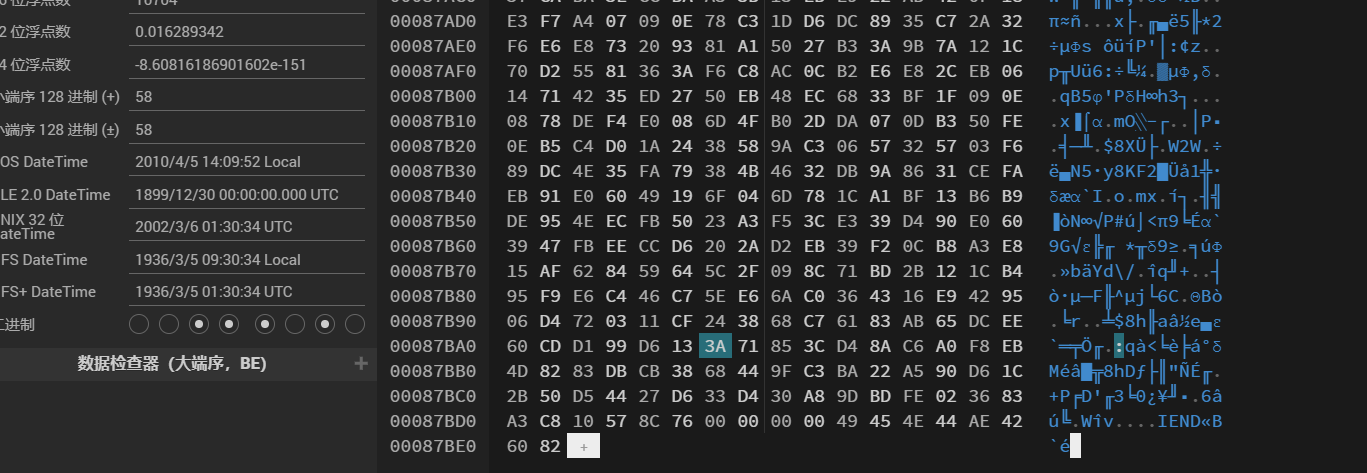 2 位浮点数 0.016289342
4 位浮点数 -8.60816186901602e-151
小端序 128 进制 (+) 58
小端序 128 进制 (±) 58
OS DateTime 2010/4/5 14:09:52 Local
LE 2.0 DateTime 1899/12/30 00:00:00.000 UTC
NIX 32 位
ateTime 2002/3/6 01:30:34 UTC
FS DateTime 1936/3/5 09:30:34 Local
FS+ DateTime 1936/3/5 01:30:34 UTC
二进制
数据检查器（大端序，BE） +
00087AD0 E3 F7 A4 07 09 0E 78 C3 1D D6 DC 89 35 C7 2A 32 π≈ñ...x├.╓▄ë5╟*2
00087AE0 F6 E6 E8 73 20 93 81 A1 50 27 B3 3A 9B 7A 12 1C ÷µΦs ôüíP'│:¢z..
00087AF0 70 D2 55 81 36 3A F6 C8 AC 0C B2 E6 E8 2C EB 06 p╥Uü6:÷╚¼.▓µΦ,δ.
00087B00 14 71 42 35 ED 27 50 EB 48 EC 68 33 BF 1F 09 0E .qB5φ'PδH∞h3┐...
00087B10 08 78 DE F4 E0 08 6D 4F B0 2D DA 07 0D B3 50 FE .x▐⌠α.mO░-┌..│P▪
00087B20 0E B5 C4 D0 1A 24 38 58 9A C3 06 57 32 57 03 F6 .╡─╨.$8XÜ├.W2W.÷
00087B30 89 DC 4E 35 FA 79 38 4B 46 32 DB 9A 86 31 CE FA ë▄N5·y8KF2█Üå1╬·
00087B40 EB 91 E0 60 49 19 6F 04 6D 78 1C A1 BF 13 B6 B9 δæα`I.o.mx.í┐.╢╣
00087B50 DE 95 4E EC FB 50 23 A3 F5 3C E3 39 D4 90 E0 60 ▐òN∞√P#ú⌡<π9╘Éα`
00087B60 39 47 FB EE CC D6 20 2A D2 EB 39 F2 0C B8 A3 E8 9G√ε╠╓ *╥δ9≥.╕úΦ
00087B70 15 AF 62 84 59 64 5C 2F 09 8C 71 BD 2B 12 1C B4 .»bäYd\/.îq╜+..┤
00087B80 95 F9 E6 C4 46 C7 5E E6 6A C0 36 43 16 E9 42 95 ò∙µ─F╟^µj└6C.ΘBò
00087B90 06 D4 72 03 11 CF 24 38 68 C7 61 83 AB 65 DC EE .╘r..╧$8h╟aâ½e▄ε
00087BA0 60 CD D1 99 D6 13 3A 71 85 3C D4 8A C6 A0 F8 EB `═╤Ö╓.:qà<╘è╞á°δ
00087BB0 4D 82 83 DB CB 38 68 44 9F C3 BA 22 A5 90 D6 1C Méâ█╦8hDƒ├║"ÑÉ╓.
00087BC0 2B 50 D5 44 27 D6 33 D4 30 A8 9D BD FE 02 36 83 +P╒D'╓3╘0¿¥╜▪.6â
00087BD0 A3 C8 10 57 8C 76 00 00 00 00 49 45 4E 44 AE 42 ú╚.Wîv....IEND«B
00087BE0 60 82 + `é